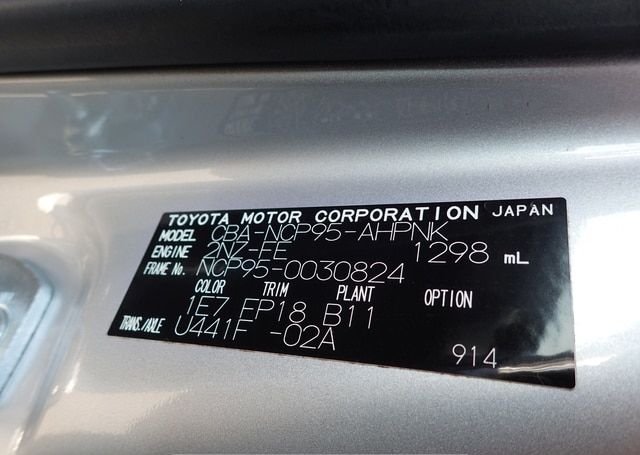 TOYOTA MOTOR CORPORATION JAPAN
MODEL CBA-NCP95-AHPNK
ENGINE 2NZ-FE 1298 mL
FRAME No. NCP95-0030824
COLOR TRIM PLANT OPTION
1E7 FP18 B11
TRANS./AXLE U441F -02A
914